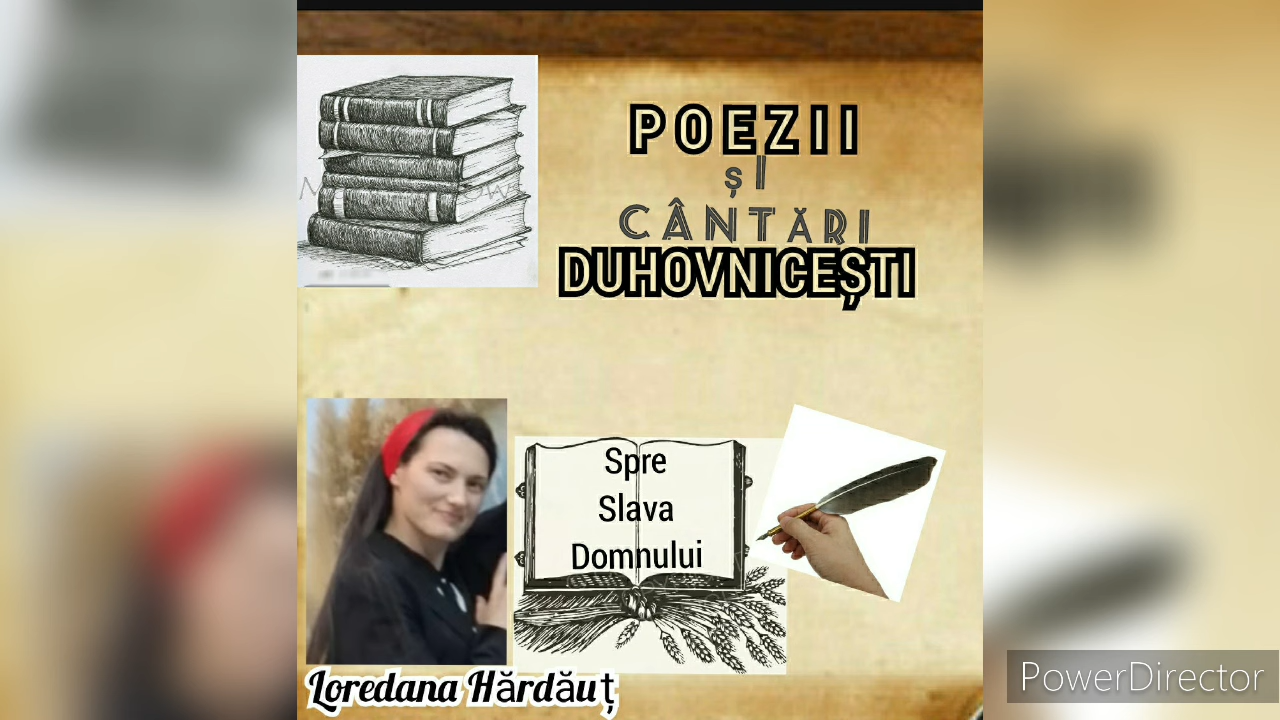 POEZII
șI
CÂNTĂRI
DUHOVNICEȘTI
Spre
Slava
Domnului
Loredana Hărdăuț
PowerDirector